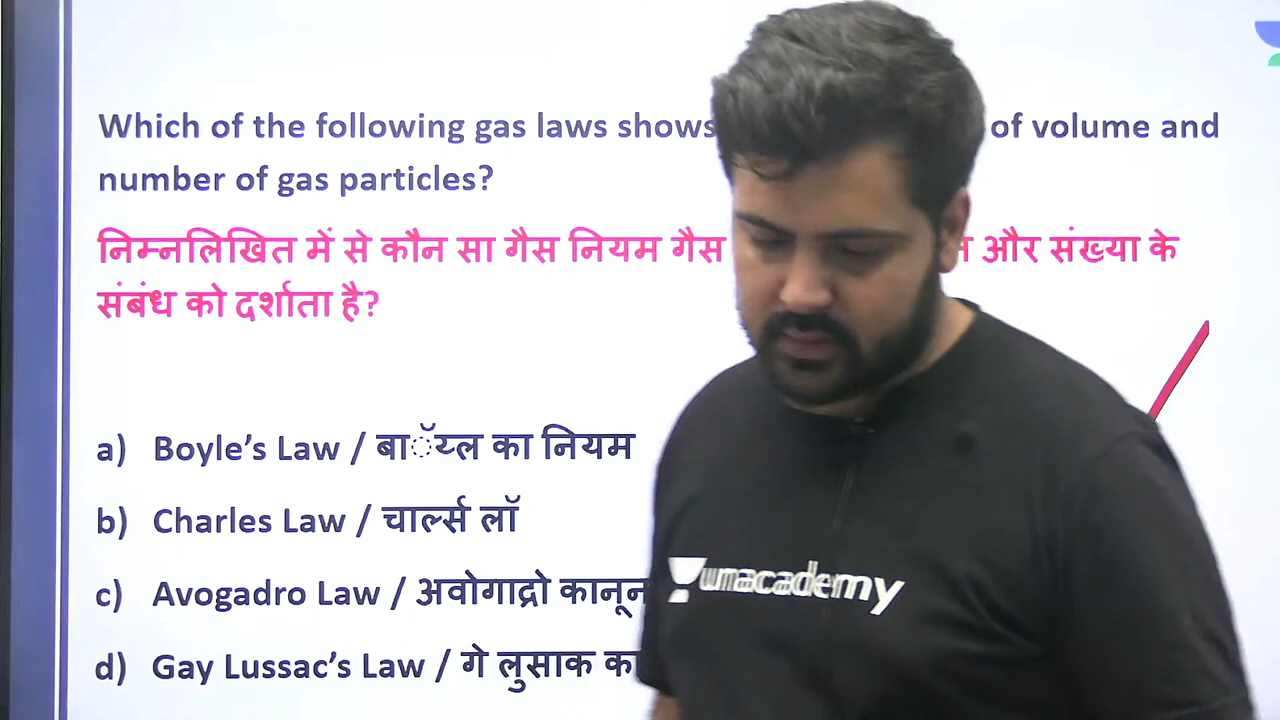 Which of the following gas laws shows of volume and
number of gas particles?
निम्नलिखित में से कौन सा गैस नियम गैस और संख्या के
संबंध को दर्शाता है?
a) Boyle’s Law / बाॅय्ल का नियम
b) Charles Law / चार्ल्स लॉ
c) Avogadro Law / अवोगाद्रो कानून
d) Gay Lussac’s Law / गे लुसाक
unacademy